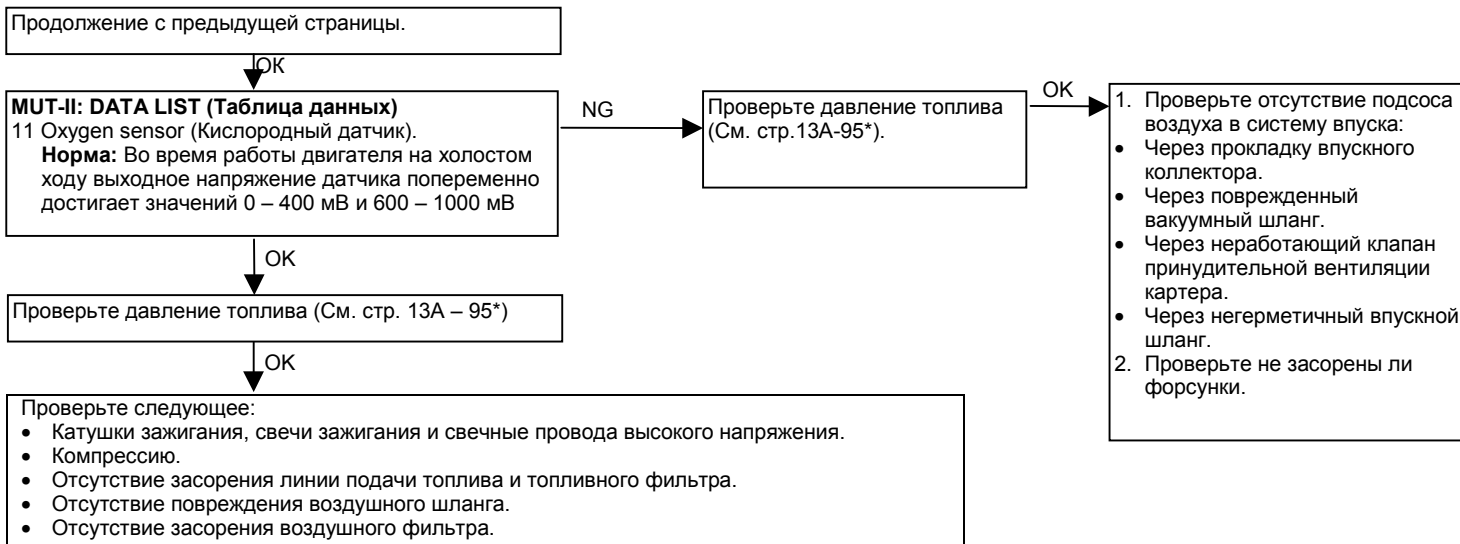 Продолжение с предыдущей страницы.
OK
MUT-II: DATA LIST (Таблица данных)
11 Oxygen sensor (Кислородный датчик).
Норма: Во время работы двигателя на холостом
ходу выходное напряжение датчика попеременно
достигает значений 0 – 400 мВ и 600 – 1000 мВ
NG
Проверьте давление топлива
(См. стр.13A-95*).
OK
1. Проверьте отсутствие подсоса
воздуха в систему впуска:
• Через прокладку впускного
коллектора.
• Через поврежденный
вакуумный шланг.
• Через неработающий клапан
принудительной вентиляции
картера.
• Через негерметичный впускной
шланг.
2. Проверьте не засорены ли
форсунки.
OK
Проверьте давление топлива (См. стр. 13A – 95*)
OK
Проверьте следующее:
• Катушки зажигания, свечи зажигания и свечные провода высокого напряжения.
• Компрессию.
• Отсутствие засорения линии подачи топлива и топливного фильтра.
• Отсутствие повреждения воздушного шланга.
• Отсутствие засорения воздушного фильтра.